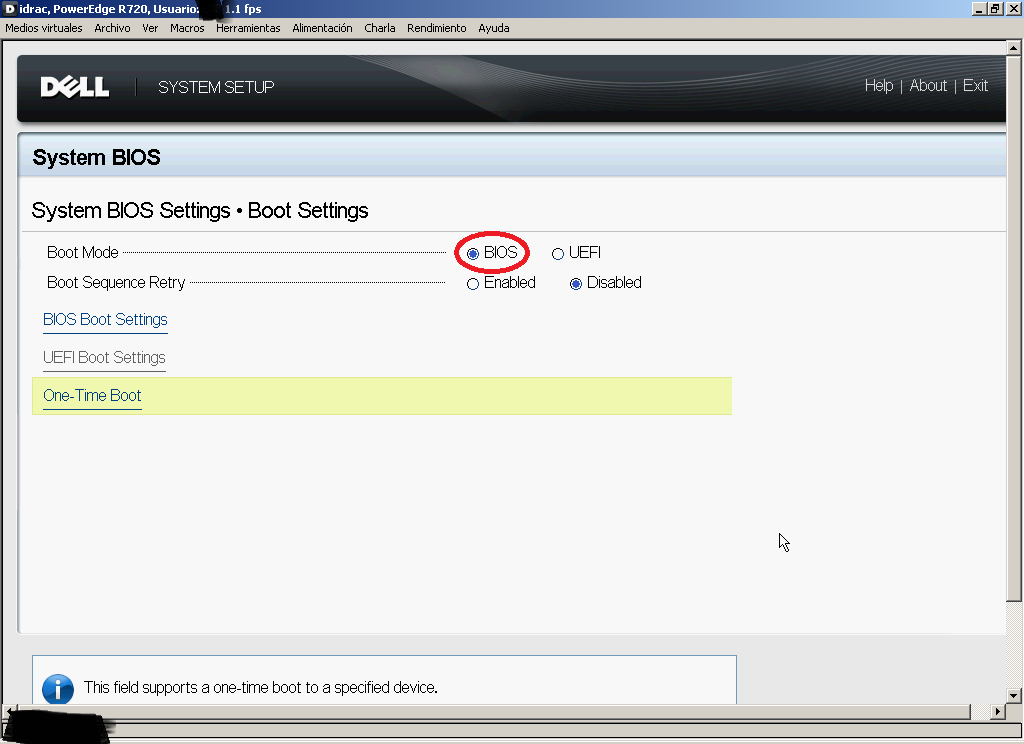 idrac, PowerEdge R720, Usuario: 1.1 fps
Medios virtuales Archivo Ver Macros Herramientas Alimentación Charla Rendimiento Ayuda
DELL SYSTEM SETUP Help | About | Exit
System BIOS
System BIOS Settings • Boot Settings
Boot Mode BIOS UEFI
Boot Sequence Retry Enabled Disabled
BIOS Boot Settings
UEFI Boot Settings
One-Time Boot
This field supports a one-time boot to a specified device.